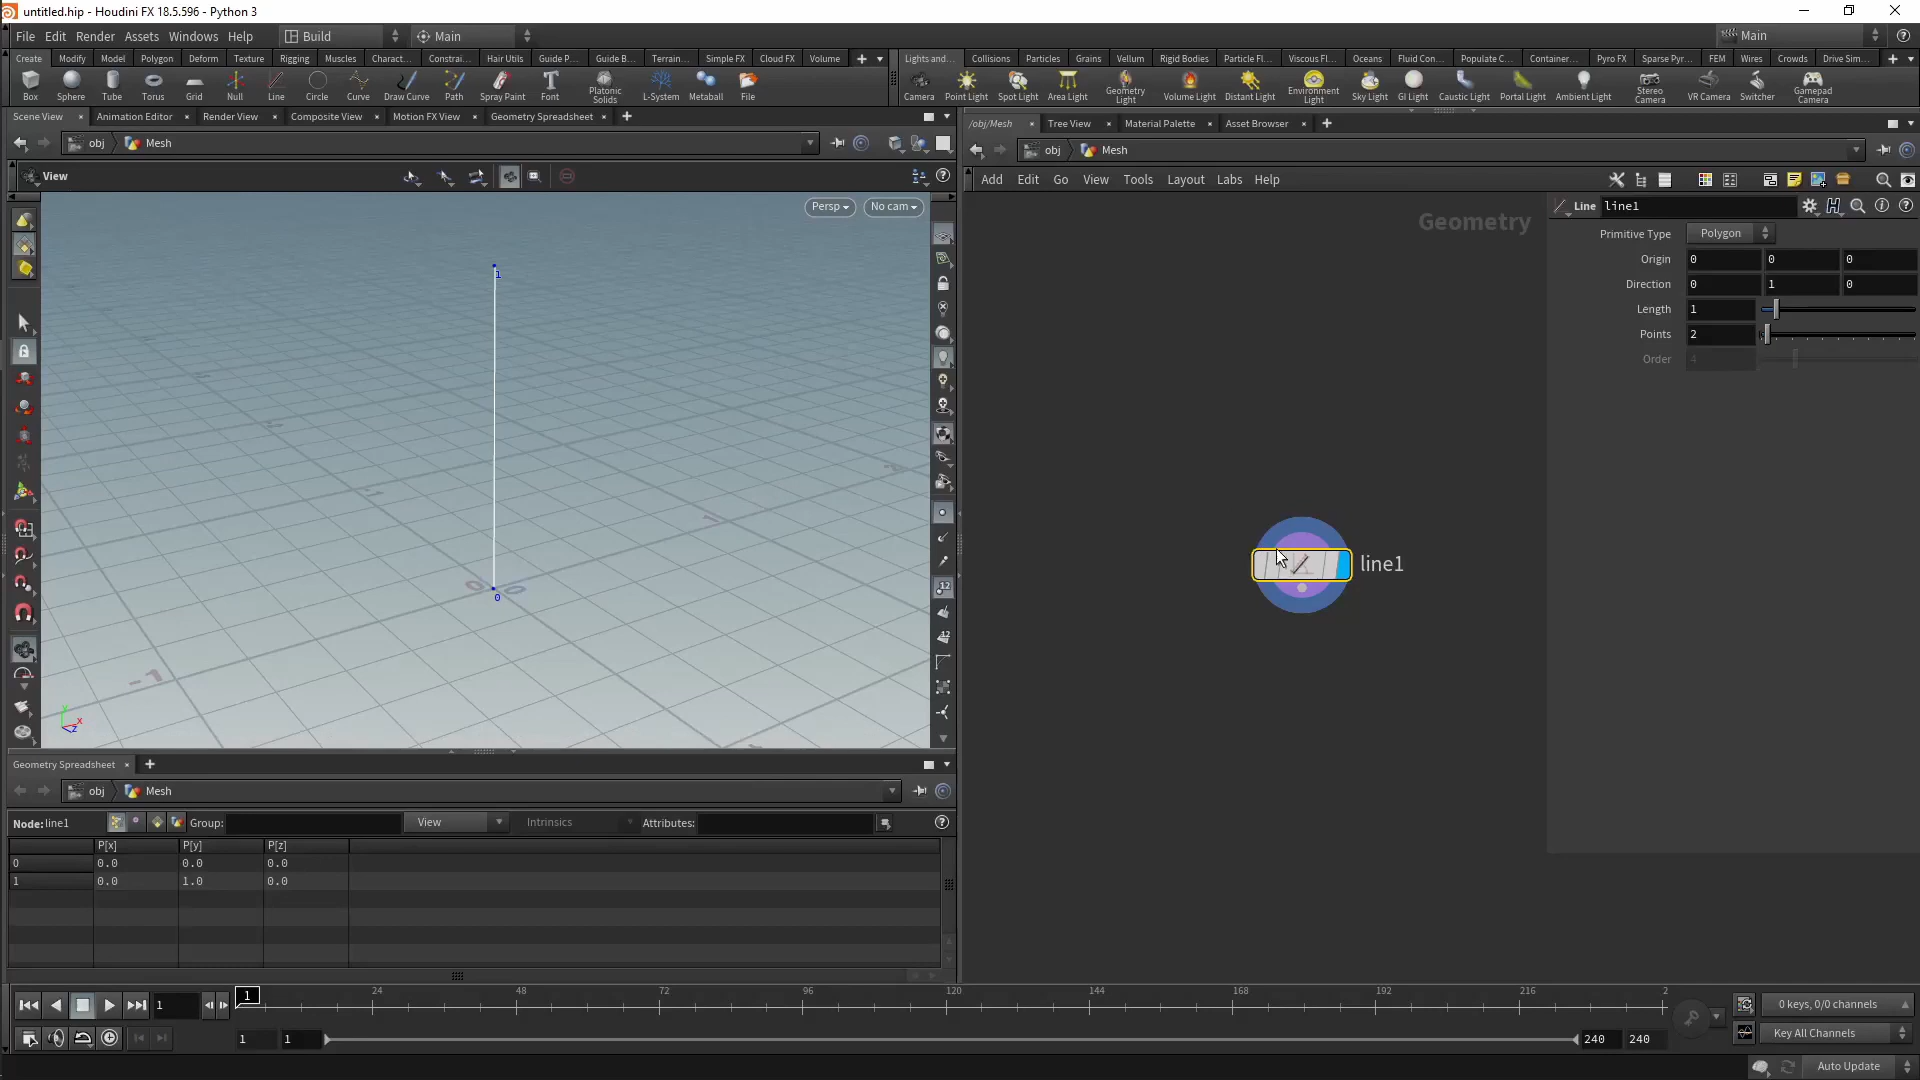 untitled.hip - Houdini FX 18.5.596 - Python 3
File Edit Render Assets Windows Help Build Main Main
Create Modify Model Polygon Deform Texture Rigging Muscles Charact... Constrai... Hair Utils Guide P... Guide B... Terrain... Simple FX Cloud FX Volume
Lights and... Collisions Particles Grains Vellum Rigid Bodies Particle Fl... Viscous Fl... Oceans Fluid Con... Populate C... Container... Pyro FX Sparse Pyr... FEM Wires Crowds Drive Sim...
Box Sphere Tube Torus Grid Null Line Circle Curve Draw Curve Path Spray Paint Font Platonic Solids L-System Metaball File
Camera Point Light Spot Light Area Light Geometry Light Volume Light Distant Light Environment Light Sky Light GI Light Caustic Light Portal Light Ambient Light Stereo Camera VR Camera Switcher Gamepad Camera
Scene View Animation Editor Render View Composite View Motion FX View Geometry Spreadsheet
/obj/Mesh Tree View Material Palette Asset Browser
obj Mesh
obj Mesh
View
Add Edit Go View Tools Layout Labs Help
Persp No cam
Geometry
Line line1
Primitive Type Polygon
Origin 0 0 0
Direction 0 1 0
Length 1
Points 2
Order 4
1
0
0 0
-1
y
x
z
line1
Geometry Spreadsheet
obj Mesh
Node: line1 Group: View Intrinsics Attributes:
P[x] P[y] P[z]
0 0.0 0.0 0.0
1 0.0 1.0 0.0
1 1 24 48 72 96 120 144 168 192 216 2
0 keys, 0/0 channels
1 1 240 240
Key All Channels
Auto Update